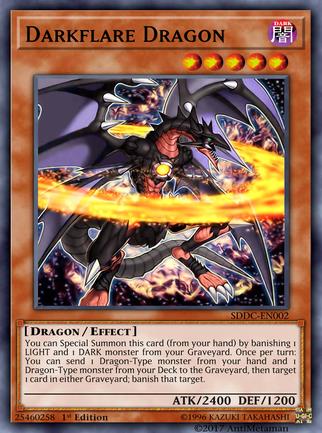 Darkflare Dragon
DARK
闇
SDDC-EN002
[Dragon / Effect]
You can Special Summon this card (from your hand) by banishing 1
LIGHT and 1 DARK monster from your Graveyard. Once per turn:
You can send 1 Dragon-Type monster from your hand and 1
Dragon-Type monster from your Deck to the Graveyard, then target
1 card in either Graveyard; banish that target.
ATK/2400 DEF/1200
25460258 1st Edition ©1996 KAZUKI TAKAHASHI
©2017 AntiMetaman